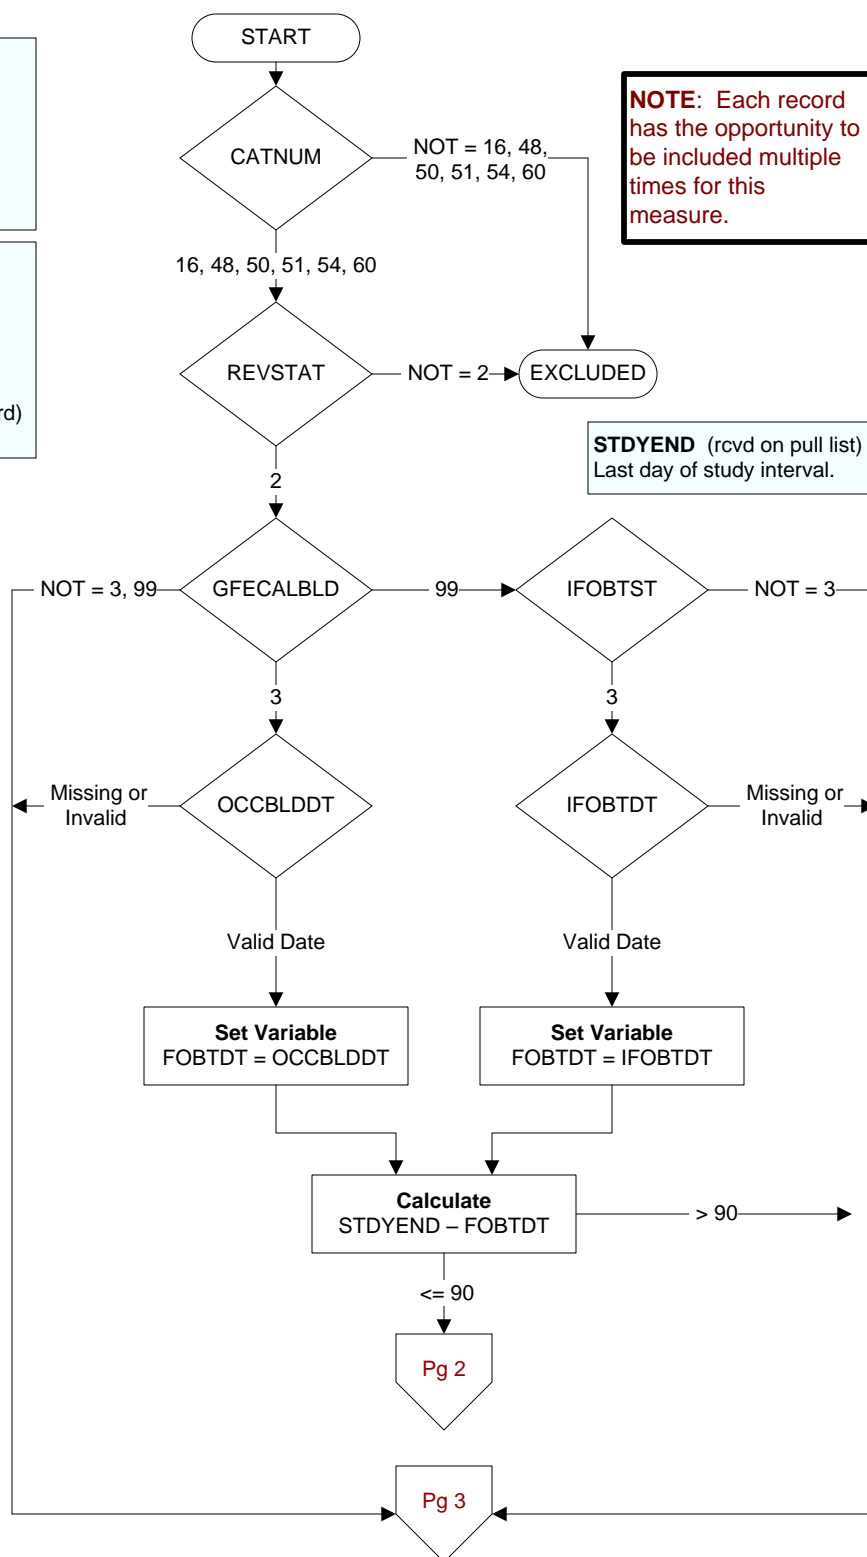 START
CATNUM
NOT = 16, 48,
50, 51, 54, 60
NOTE: Each record
has the opportunity to
be included multiple
times for this
measure.
16, 48, 50, 51, 54, 60
REVSTAT
NOT = 2
EXCLUDED
rd)
STDYEND (rcvd on pull list)
Last day of study interval.
2
NOT = 3, 99
GFECALBLD
99
IFOBTST
NOT = 3
3
3
Missing or
Invalid
OCCBLDDT
IFOBTDT
Missing or
Invalid
Valid Date
Valid Date
Set Variable
FOBTDT = OCCBLDDT
Set Variable
FOBTDT = IFOBTDT
Calculate
STDYEND – FOBTDT
> 90
<= 90
Pg 2
Pg 3